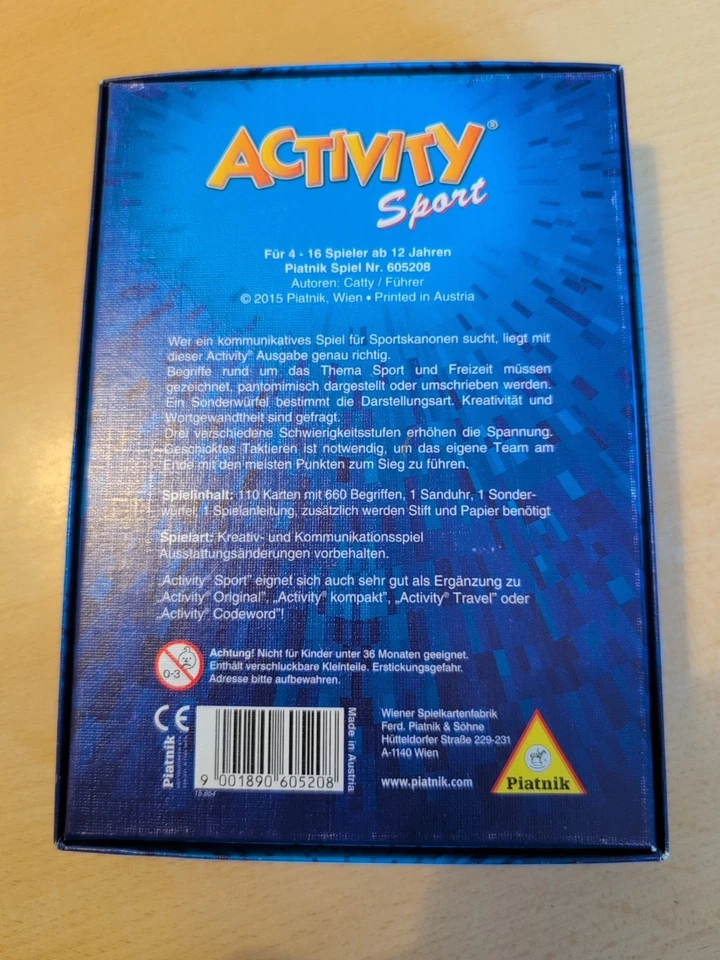 ACTIVITY®
Sport
Für 4 - 16 Spieler ab 12 Jahren
Piatnik Spiel Nr. 605208
Autoren: Catty / Führer
© 2015 Piatnik, Wien • Printed in Austria
Wer ein kommunikatives Spiel für Sportskanonen sucht, liegt mit
dieser Activity® Ausgabe genau richtig.
Begriffe rund um das Thema Sport und Freizeit müssen
gezeichnet, pantomimisch dargestellt oder umschrieben werden.
Ein Sonderwürfel bestimmt die Darstellungsart. Kreativität und
Wortgewandtheit sind gefragt.
Drei verschiedene Schwierigkeitsstufen erhöhen die Spannung.
Geschicktes Taktieren ist notwendig, um das eigene Team am
Ende mit den meisten Punkten zum Sieg zu führen.
Spielinhalt: 110 Karten mit 660 Begriffen, 1 Sanduhr, 1 Sonder-
würfel, 1 Spielanleitung, zusätzlich werden Stift und Papier benötigt
Spielart: Kreativ- und Kommunikationsspiel
Ausstattungsänderungen vorbehalten.
„Activity® Sport” eignet sich auch sehr gut als Ergänzung zu
„Activity® Original”, „Activity® kompakt”, „Activity® Travel” oder
„Activity® Codeword”!
0-3
Achtung! Nicht für Kinder unter 36 Monaten geeignet.
Enthält verschluckbare Kleinteile. Erstickungsgefahr.
Adresse bitte aufbewahren.
CE
Piatnik
9 001890 605208
15.864
Made in Austria
Wiener Spielkartenfabrik
Ferd. Piatnik & Söhne
Hütteldorfer Straße 229-231
A-1140 Wien
www.piatnik.com
Piatnik